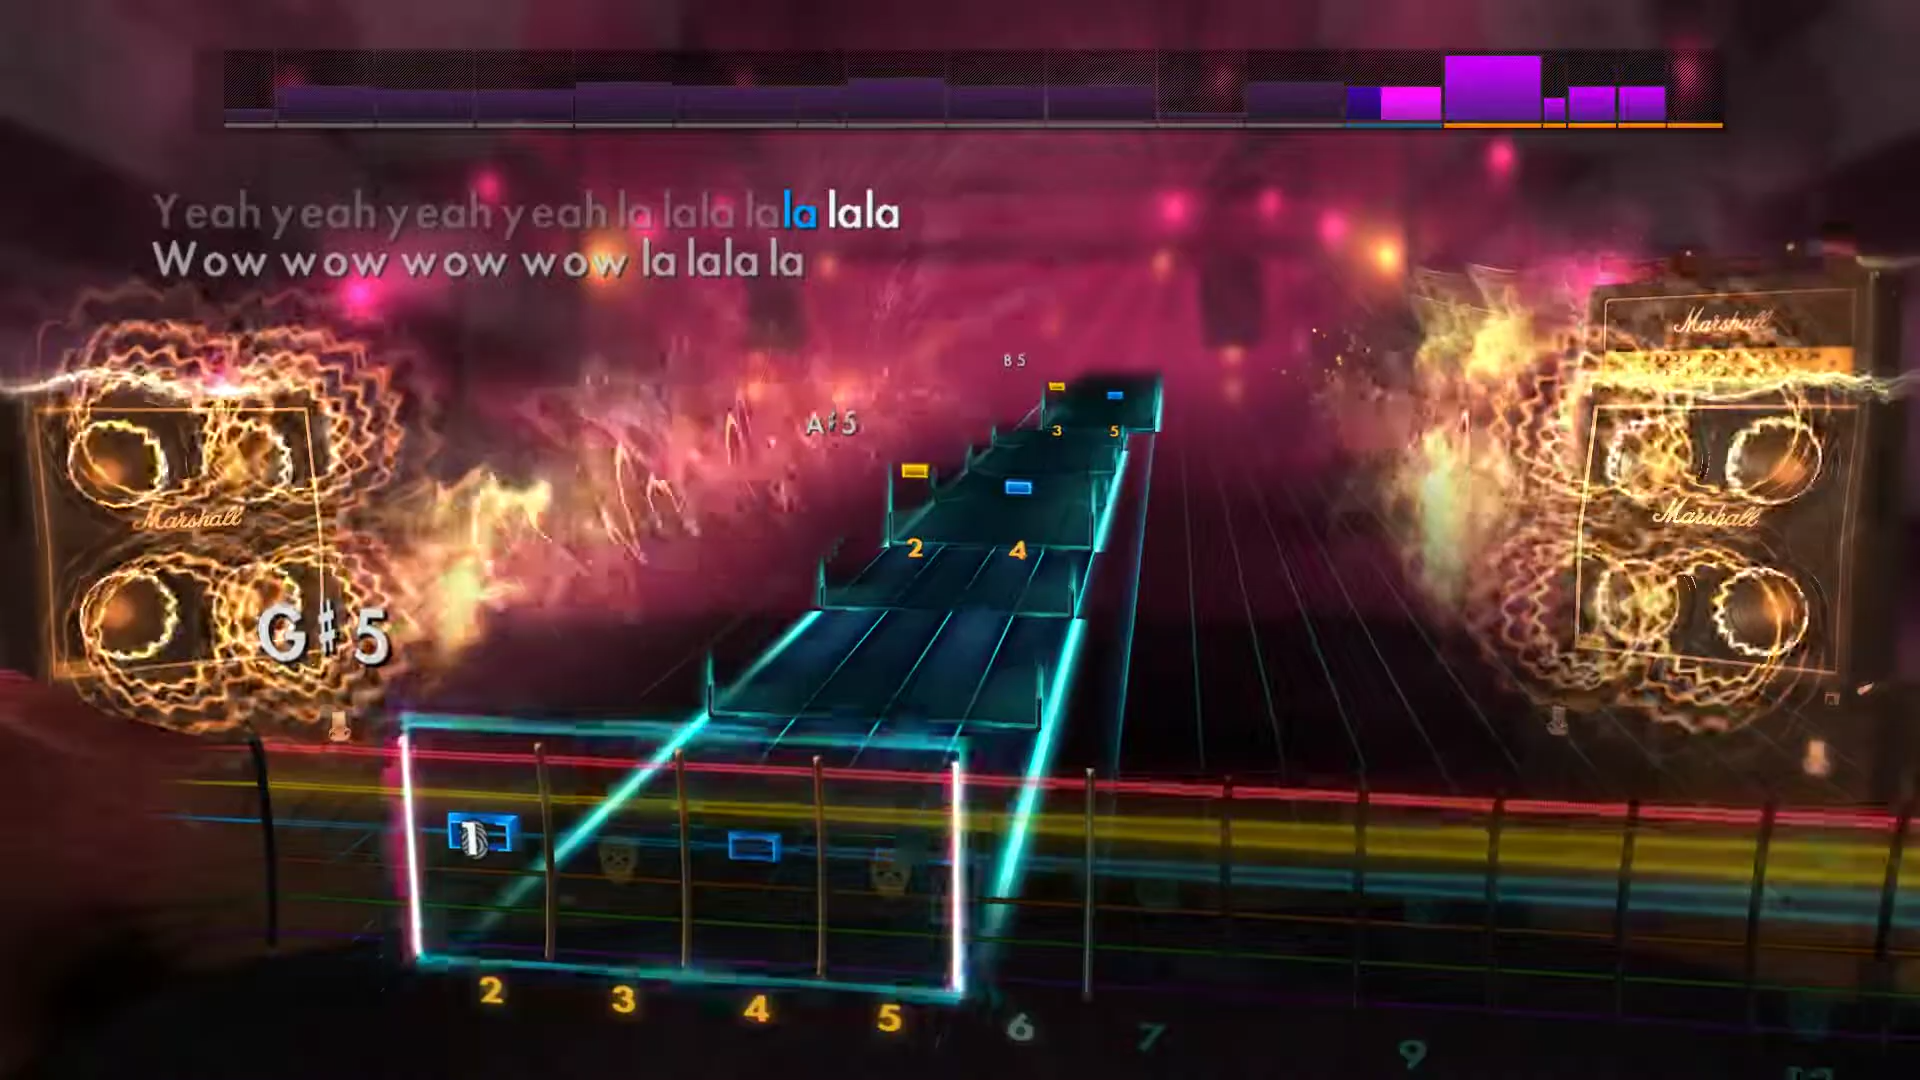 Yeah yeah yeah yeah la lala lala lala
Wow wow wow wow la lala la
B5
A♯5
G♯5
Marshall
Marshall
Marshall
3 5
2 4
1
2 3 4 5 6 7 9